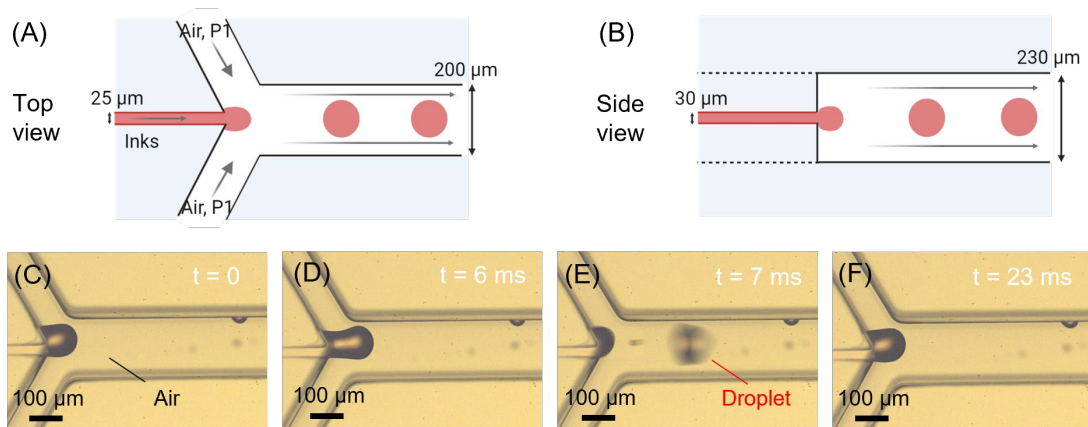 (A)
Air, P1
200 µm
25 µm
Top
view
Inks
Air, P1
(B)
230 µm
30 µm
Side
view
(C)
t = 0
100 µm
Air
(D)
t = 6 ms
100 µm
(E)
t = 7 ms
100 µm
Droplet
(F)
t = 23 ms
100 µm